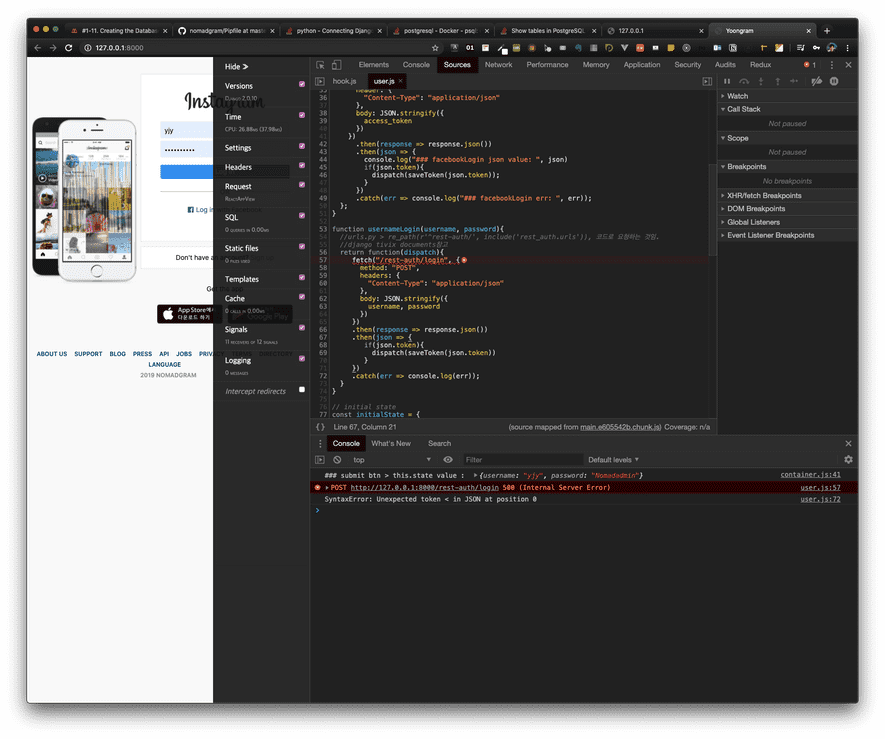 #1-11. Creating the Databas
nomadgram/Pipfile at maste
python - Connecting Djang
postgresql - Docker - psql
Show tables in PostgreSQL
127.0.0.1
Yoongram
127.0.0.1:8000
Hide
Versions
Django 2.0.10
Time
CPU: 26.88ms (37.98ms)
Settings
Headers
Request
ReactAppView
SQL
0 queries in 0.00ms
Static files
0 files used
Templates
Cache
0 calls in 0.00ms
Signals
11 receivers of 12 signals
Logging
0 messages
Intercept redirects
Instagram
yjy
Log in
Don't have an
Get the
App Store에서
다운로드 하기
Google Play
ABOUT US SUPPORT BLOG PRESS API JOBS
LANGUAGE
2019 NOMADGRAM
Elements Console Sources Network Performance Memory Application Security Audits Redux 1
hook.js user.js
35 header: {
36 "Content-Type": "application/json"
37 },
38 body: JSON.stringify({
39 access_token
40 })
41 })
42 .then(response => response.json())
43 .then(json => {
44 console.log("### facebookLogin json value: ", json)
45 if(json.token){
46 dispatch(saveToken(json.token));
47 }
48 })
49 .catch(err => console.log("### facebookLogin err: ", err));
50 };
51 }
52
53 function usernameLogin(username, password){
54 //urls.py > re_path(r'^rest-auth/', include('rest_auth.urls')), 코드로 요청하는 것임.
55 //django tivix documents참고
56 return function(dispatch){
57 fetch("/rest-auth/login", {
58 method: "POST",
59 headers: {
60 "Content-Type": "application/json"
61 },
62 body: JSON.stringify({
63 username, password
64 })
65 })
66 .then(response => response.json())
67 .then(json => {
68 if(json.token){
69 dispatch(saveToken(json.token))
70 }
71 })
72 .catch(err => console.log(err));
73 }
74 }
75
76 // initial state
77 const initialState = {
{} Line 67, Column 21 (source mapped from main.e605542b.chunk.js) Coverage: n/a
Watch
Call Stack
Not paused
Scope
Not paused
Breakpoints
No breakpoints
XHR/fetch Breakpoints
DOM Breakpoints
Global Listeners
Event Listener Breakpoints
Console What's New Search
top Filter Default levels
### submit btn > this.state value : {username: "yjy", password: "Nomadadmin"} container.js:41
POST http://127.0.0.1:8000/rest-auth/login 500 (Internal Server Error) user.js:57
SyntaxError: Unexpected token < in JSON at position 0 user.js:72